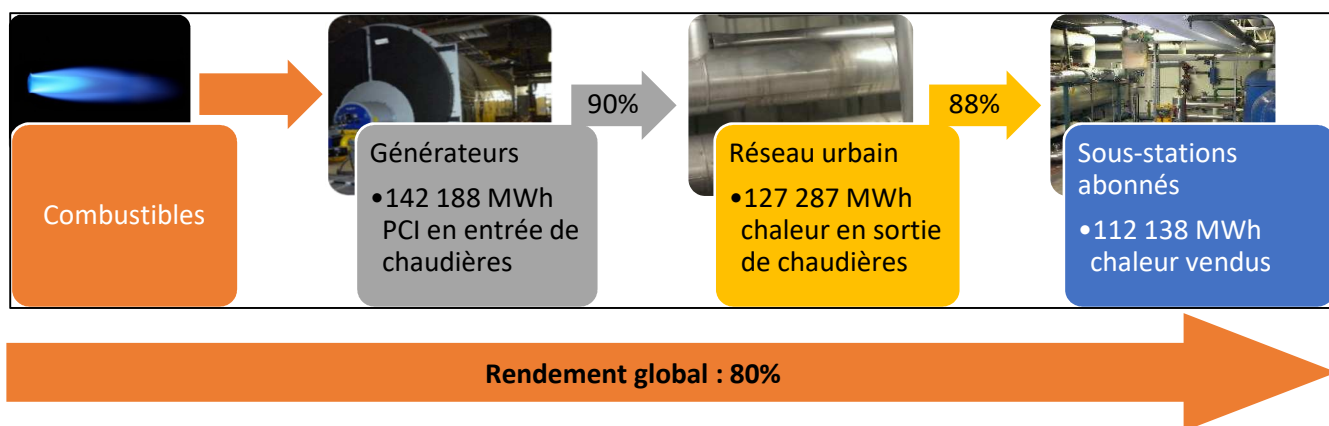 Combustibles
90%
Générateurs
•142 188 MWh
PCI en entrée de
chaudières
88%
Réseau urbain
•127 287 MWh
chaleur en sortie
de chaudières
Sous-stations
abonnés
•112 138 MWh
chaleur vendus
Rendement global : 80%